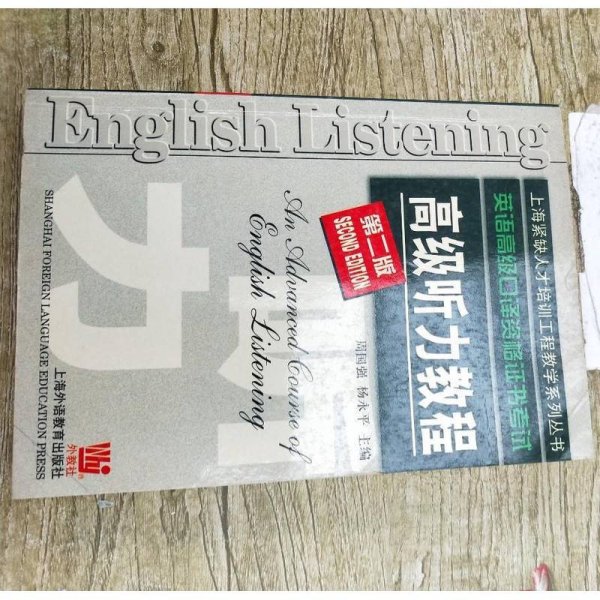 English Listening
上海紧缺人才培训工程教学系列丛书
英语高级口译资格证书考试
高级听力教程
第二版
SECOND EDITION
周国强 杨永平 主编
An Advanced Course of
English Listening
听
力
外教社
上海外语教育出版社
SHANGHAI FOREIGN LANGUAGE EDUCATION PRESS